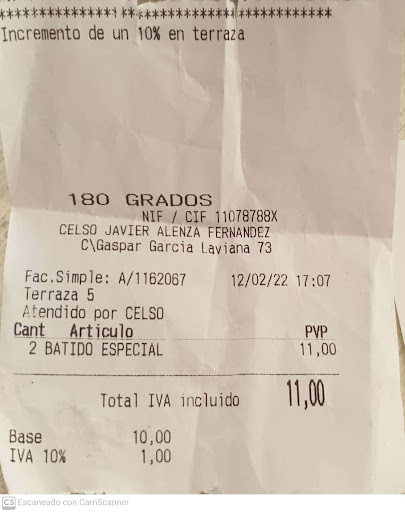 ********************************************
Incremento de un 10% en terraza
180 GRADOS
NIF / CIF 11078788X
CELSO JAVIER ALENZA FERNANDEZ
C\Gaspar Garcia Laviana 73
Fac.Simple: A/1162067 12/02/22 17:07
Terraza 5
Atendido por CELSO
Cant Articulo PVP
2 BATIDO ESPECIAL 11,00
Total IVA incluido 11,00
Base 10,00
IVA 10% 1,00
CS Escaneado con CamScanner